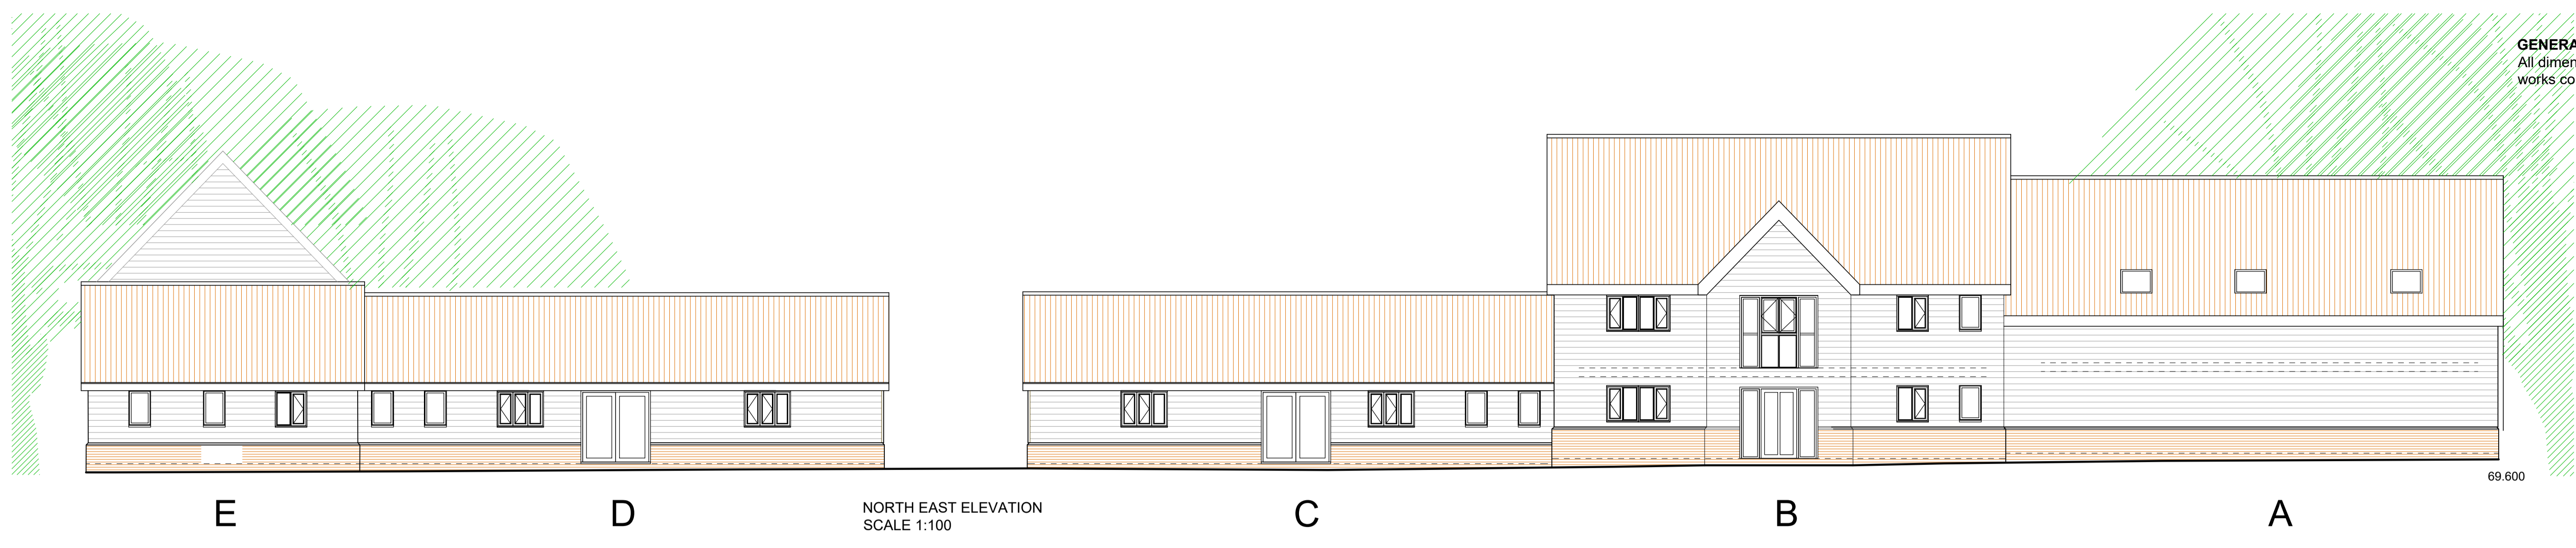 GENERA
All dimen
works co
69.600
E
D
C
B
A
NORTH EAST ELEVATION
SCALE 1:100